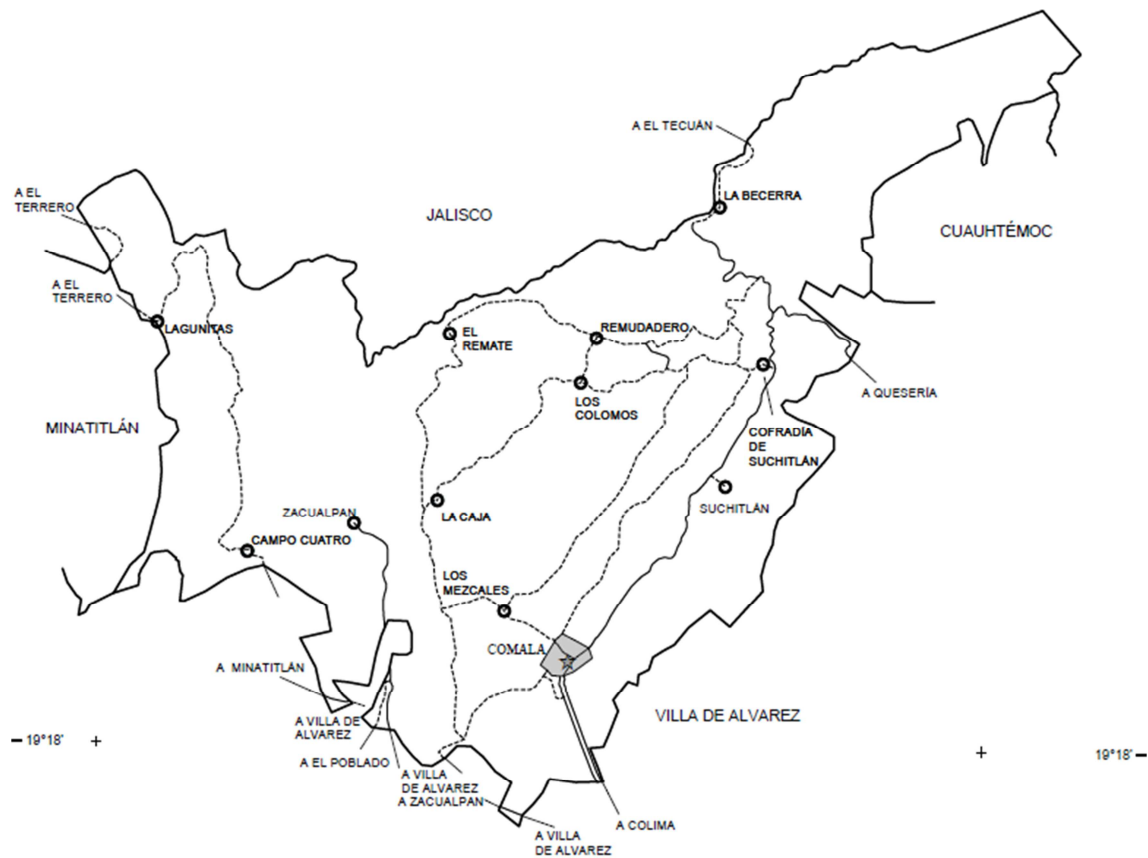 A EL TECUÁN
A EL
TERRERO
LA BECERRA
JALISCO
CUAUHTÉMOC
A EL
TERRERO
LAGUNITAS
EL
REMATE
REMUDADERO
A QUESERÍA
LOS
COLOMOS
MINATITLÁN
COFRADÍA
DE
SUCHITLÁN
SUCHITLÁN
ZACUALPAN
LA CAJA
CAMPO CUATRO
LOS
MEZCALES
COMALA
A MINATITLÁN
VILLA DE ALVAREZ
A VILLA DE
ALVAREZ
19°18'
19°18'
A EL POBLADO
A VILLA
DE ALVAREZ
A ZACUALPAN
A COLIMA
A VILLA
DE ALVAREZ